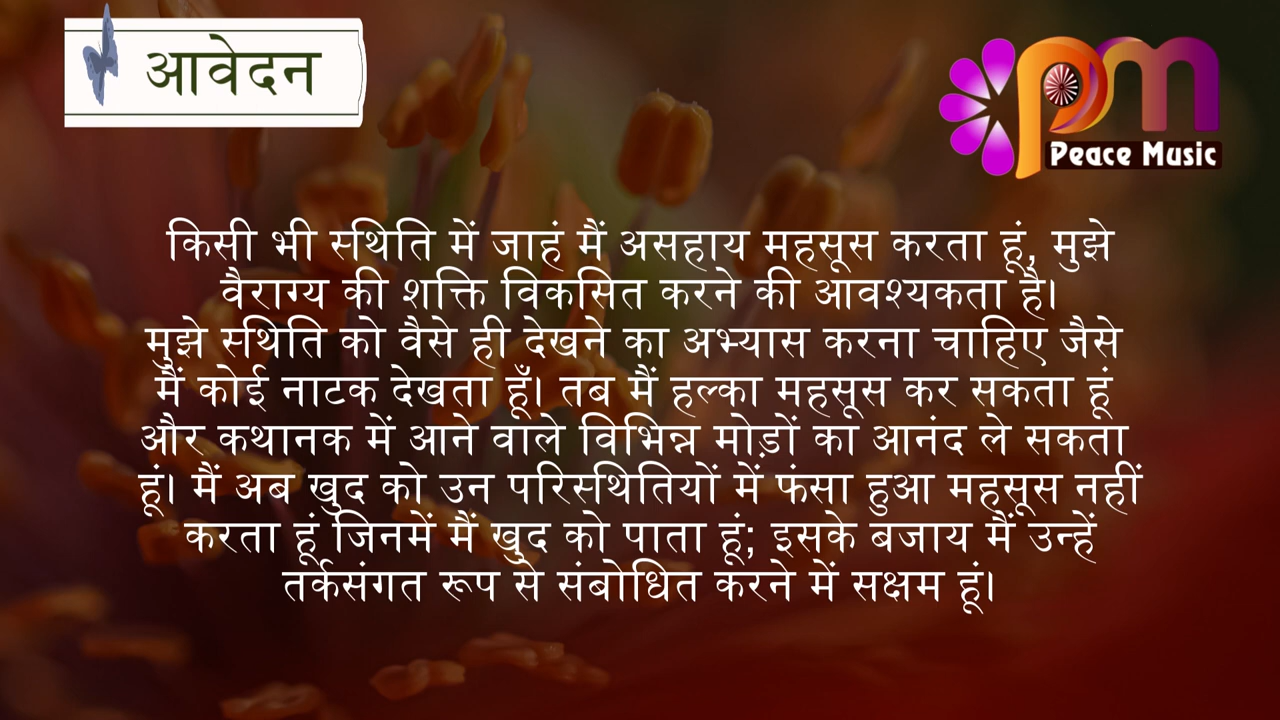 आवेदन
pm
Peace Music
किसी भी स्थिति में जाहं मैं असहाय महसूस करता हूं, मुझे
वैराग्य की शक्ति विकसित करने की आवश्यकता है।
मुझे स्थिति को वैसे ही देखने का अभ्यास करना चाहिए जैसे
मैं कोई नाटक देखता हूँ। तब मैं हल्का महसूस कर सकता हूं
और कथानक में आने वाले विभिन्न मोड़ों का आनंद ले सकता
हूं। मैं अब खुद को उन परिस्थितियों में फंसा हुआ महसूस नहीं
करता हूं जिनमें मैं खुद को पाता हूं; इसके बजाय मैं उन्हें
तर्कसंगत रूप से संबोधित करने में सक्षम हूं।